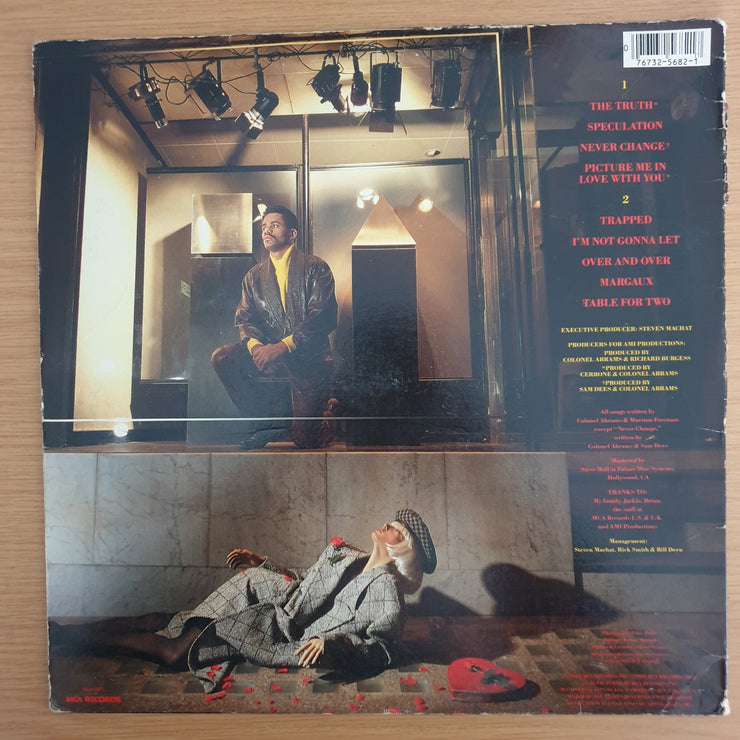 0
76732-5682-1
1
THE TRUTH*
SPECULATION
NEVER CHANGE†
PICTURE ME IN
LOVE WITH YOU*
2
TRAPPED
I'M NOT GONNA LET
OVER AND OVER
MARGAUX
TABLE FOR TWO
EXECUTIVE PRODUCER: STEVEN MACHAT
PRODUCERS FOR AMI PRODUCTIONS:
PRODUCED BY
COLONEL ABRAMS & RICHARD BURGESS
*PRODUCED BY
CERRONE & COLONEL ABRAMS
†PRODUCED BY
SAM DEES & COLONEL ABRAMS
All songs written by
Colonel Abrams & Marston Freeman
except "Never Change,"
written by
Colonel Abrams & Sam Dees
Mastered by
Steve Hall at Future Disc Systems,
Hollywood, CA
THANKS TO:
My family, Jackie, Brian,
the staff at
MCA Records U.S. & U.K.
and AMI Productions
Management:
Steven Machat, Rick Smith & Bill Dern
MCA RECORDS